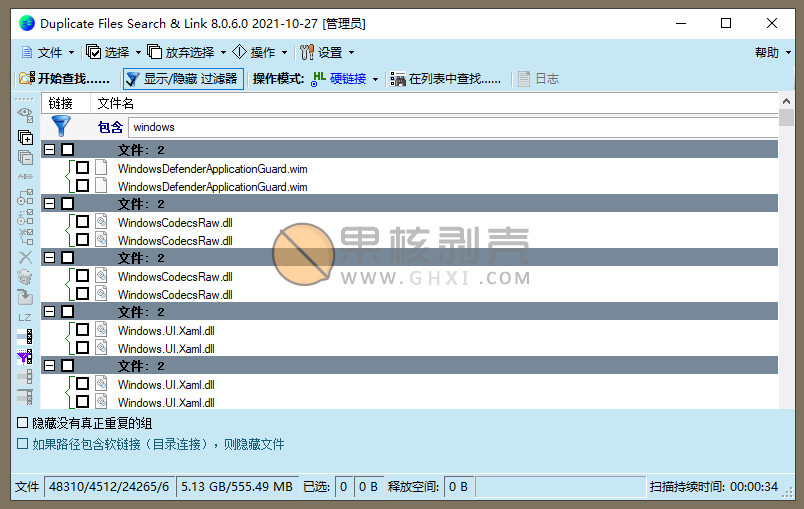 Duplicate Files Search & Link 8.0.6.0 2021-10-27 [管理员]
文件 选择 放弃选择 操作 设置 帮助
开始查找...... 显示/隐藏 过滤器 操作模式: HL 硬链接 在列表中查找...... 日志
链接 文件名
包含 windows
文件: 2
WindowsDefenderApplicationGuard.wim
WindowsDefenderApplicationGuard.wim
文件: 2
WindowsCodecsRaw.dll
WindowsCodecsRaw.dll
文件: 2
WindowsCodecsRaw.dll
WindowsCodecsRaw.dll
文件: 2
Windows.UI.Xaml.dll
Windows.UI.Xaml.dll
文件: 2
Windows.UI.Xaml.dll
Windows.UI.Xaml.dll
果核剥壳
WWW.GHXI.COM
ABC
LZ
隐藏没有真正重复的组
如果路径包含软链接（目录连接），则隐藏文件
文件 48310/4512/24265/6 5.13 GB/555.49 MB 已选: 0 0 B 释放空间: 0 B 扫描持续时间: 00:00:34